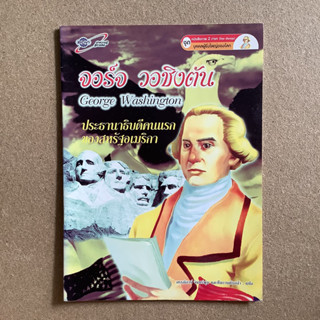 จอร์จ วอชิงตัน
George Washington
ประธานาธิบดีคนแรก
ของสหรัฐอเมริกา